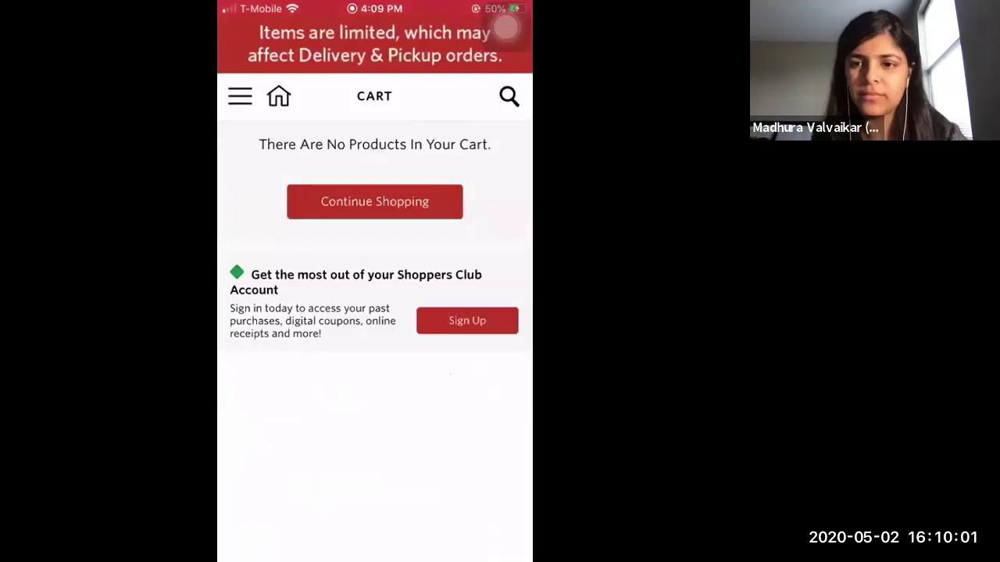 T-Mobile 4:09 PM 50%
Items are limited, which may
affect Delivery & Pickup orders.
CART
There Are No Products In Your Cart.
Continue Shopping
Get the most out of your Shoppers Club
Account
Sign in today to access your past
purchases, digital coupons, online
receipts and more!
Sign Up
Madhura Valvaikar (...
2020-05-02 16:10:01